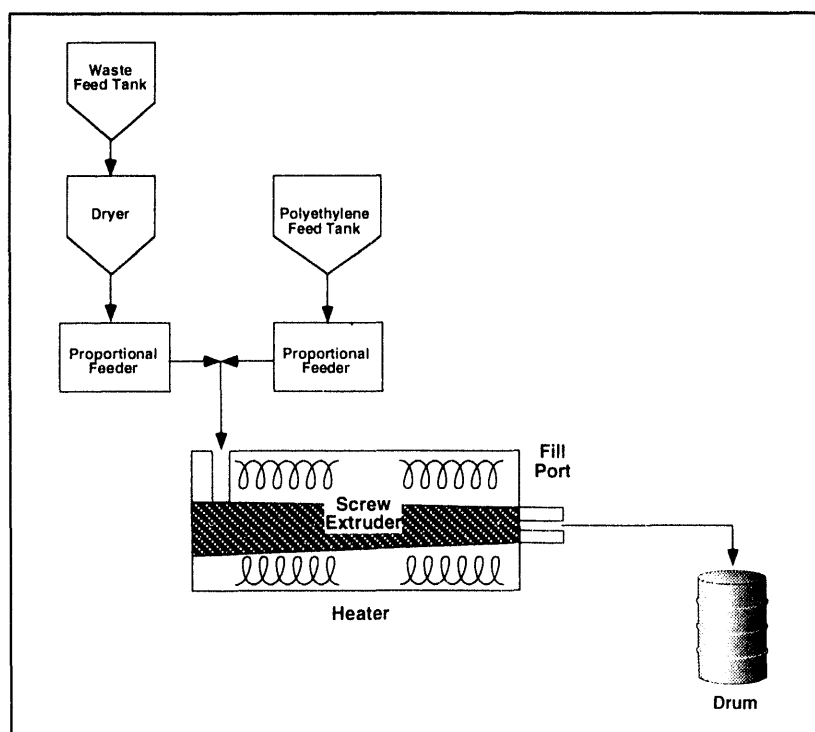 Waste
Feed Tank
Dryer
Polyethylene
Feed Tank
Proportional
Feeder
Proportional
Feeder
Fill
Port
Screw
Extruder
Heater
Drum